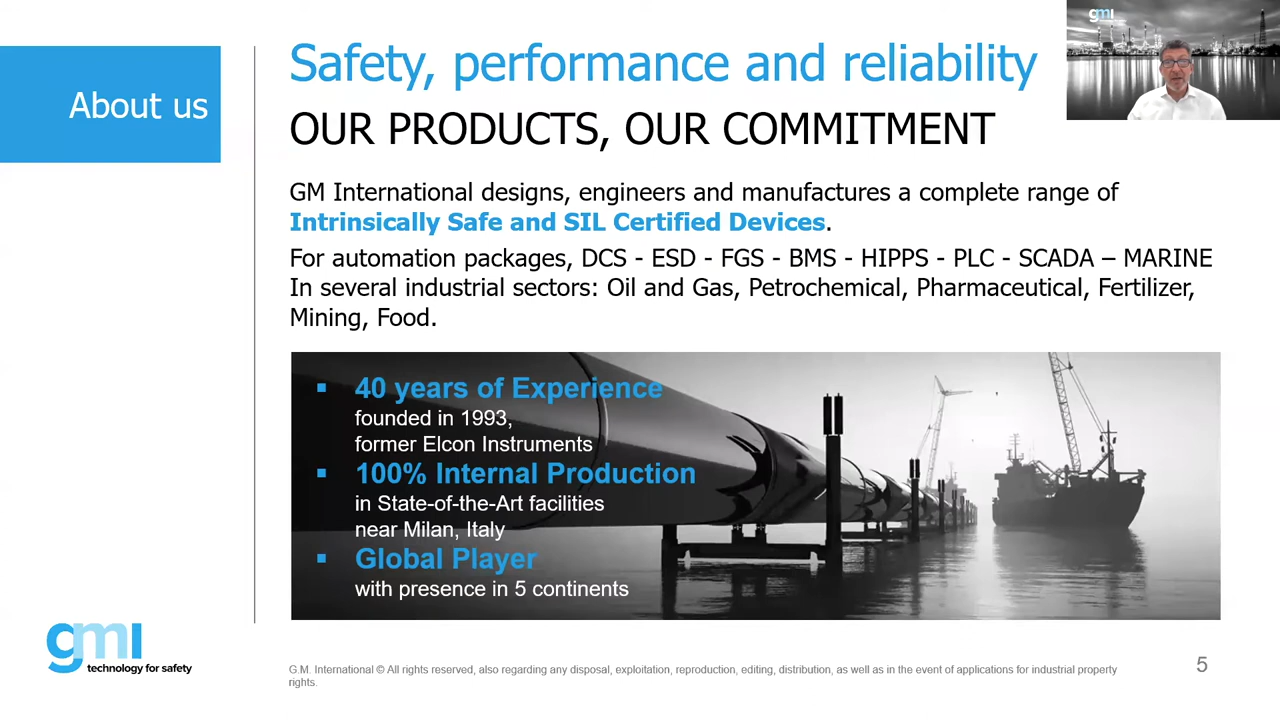 About us
Safety, performance and reliability
OUR PRODUCTS, OUR COMMITMENT
GM International designs, engineers and manufactures a complete range of
Intrinsically Safe and SIL Certified Devices.
For automation packages, DCS - ESD - FGS - BMS - HIPPS - PLC - SCADA – MARINE
In several industrial sectors: Oil and Gas, Petrochemical, Pharmaceutical, Fertilizer,
Mining, Food.
▪ 40 years of Experience
founded in 1993,
former Elcon Instruments
▪ 100% Internal Production
in State-of-the-Art facilities
near Milan, Italy
▪ Global Player
with presence in 5 continents
gmi
technology for safety
G.M. International © All rights reserved, also regarding any disposal, exploitation, reproduction, editing, distribution, as well as in the event of applications for industrial property
rights.
5
gmi